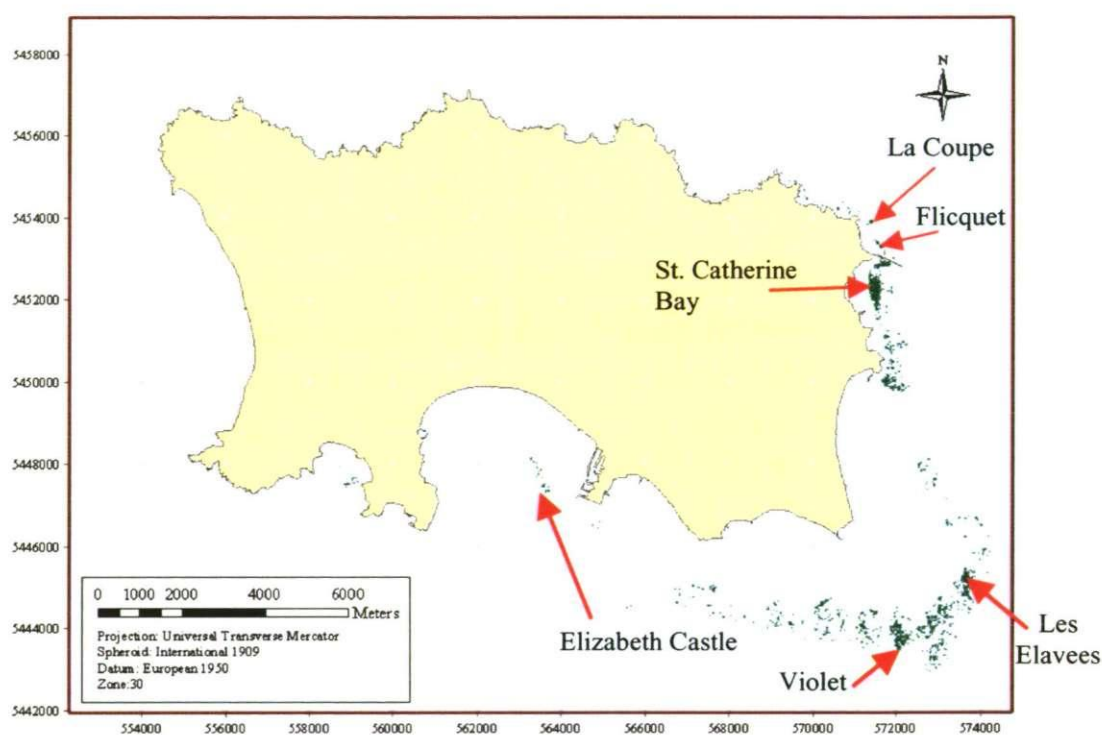 5458000
5456000
5454000
5452000
5450000
5448000
5446000
5444000
5442000
N
La Coupe
Flicquet
St. Catherine
Bay
Elizabeth Castle
Les
Elavees
Violet
0 1000 2000 4000 6000
Meters
Projection: Universal Transverse Mercator
Spheroid: International 1909
Datum: European 1950
Zone:30
554000 556000 558000 560000 562000 564000 566000 568000 570000 572000 574000